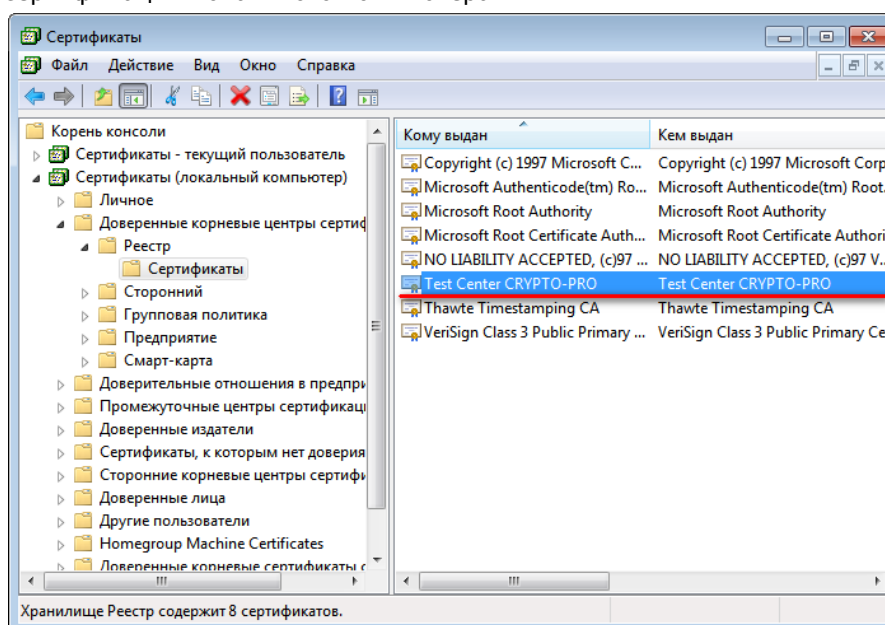 Сертификаты
Файл Действие Вид Окно Справка
Корень консоли
Сертификаты - текущий пользователь
Сертификаты (локальный компьютер)
Личное
Доверенные корневые центры сертиф
Реестр
Сертификаты
Сторонний
Групповая политика
Предприятие
Смарт-карта
Доверительные отношения в предпри
Промежуточные центры сертификаци
Доверенные издатели
Сертификаты, к которым нет доверия
Сторонние корневые центры сертифи
Доверенные лица
Другие пользователи
Homegroup Machine Certificates
Доверенные корневые сертификаты с
Кому выдан Кем выдан
Copyright (c) 1997 Microsoft C... Copyright (c) 1997 Microsoft Corp
Microsoft Authenticode(tm) Ro... Microsoft Authenticode(tm) Root.
Microsoft Root Authority Microsoft Root Authority
Microsoft Root Certificate Auth... Microsoft Root Certificate Authori
NO LIABILITY ACCEPTED, (c)97 ... NO LIABILITY ACCEPTED, (c)97 V..
Test Center CRYPTO-PRO Test Center CRYPTO-PRO
Thawte Timestamping CA Thawte Timestamping CA
VeriSign Class 3 Public Primary ... VeriSign Class 3 Public Primary Ce
Хранилище Реестр содержит 8 сертификатов.